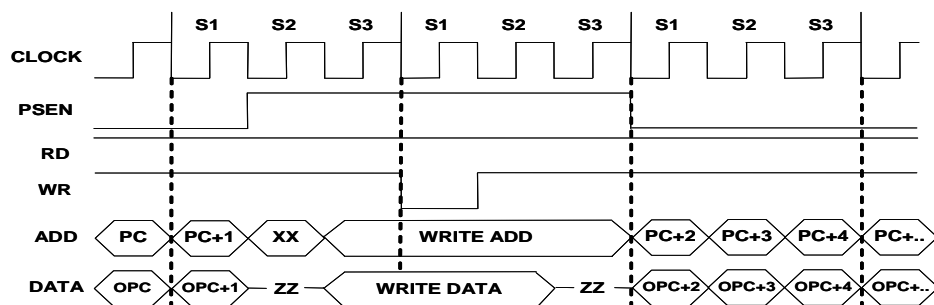 S1 S2 S3 S1 S2 S3 S1 S2 S3
CLOCK
PSEN
RD
WR
ADD PC PC+1 XX WRITE ADD PC+2 PC+3 PC+4 PC+..
DATA OPC OPC+1 ZZ WRITE DATA ZZ OPC+2 OPC+3 OPC+4 OPC+..